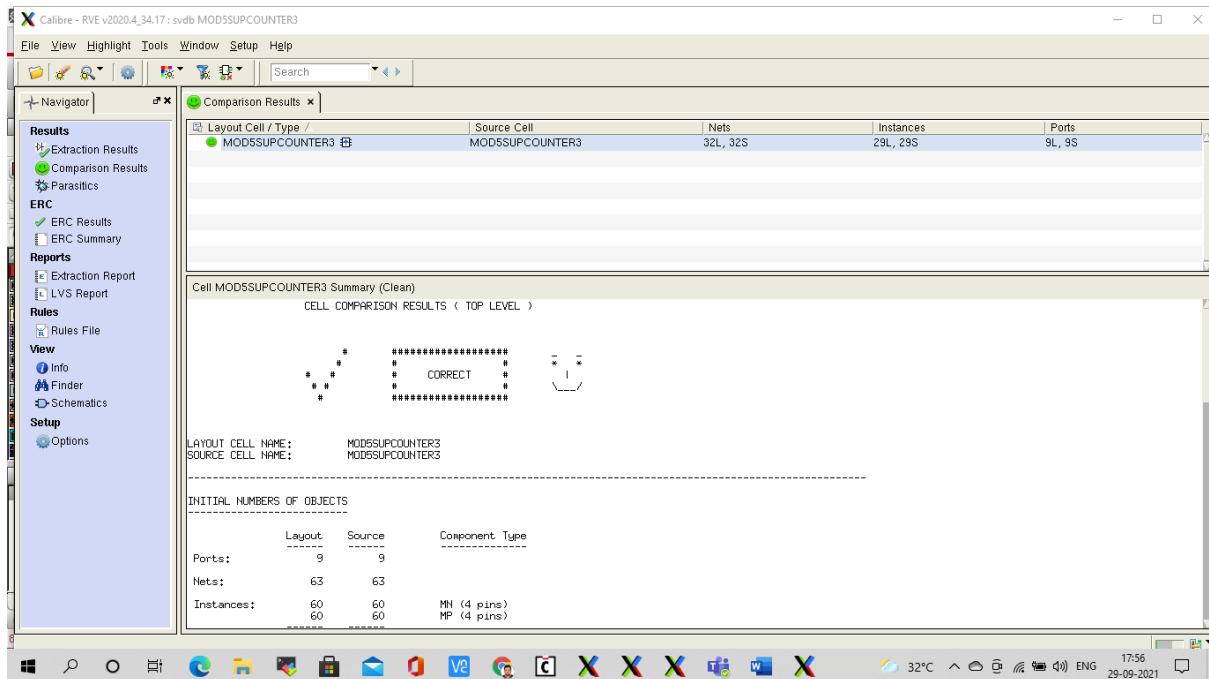 Calibre - RVE v2020.4_34.17 : svdb MOD5SUPCOUNTER3
File View Highlight Tools Window Setup Help
Search
Navigator
Comparison Results
Results
Extraction Results
Comparison Results
Parasitics
ERC
ERC Results
ERC Summary
Reports
Extraction Report
LVS Report
Rules
Rules File
View
Info
Finder
Schematics
Setup
Options
Layout Cell / Type Source Cell Nets Instances Ports
MOD5SUPCOUNTER3 MOD5SUPCOUNTER3 32L, 32S 29L, 29S 9L, 9S
Cell MOD5SUPCOUNTER3 Summary (Clean)
CELL COMPARISON RESULTS ( TOP LEVEL )
# ################### _ _
# # # * *
# # # CORRECT # |
# # # # \___/
# ###################
LAYOUT CELL NAME: MOD5SUPCOUNTER3
SOURCE CELL NAME: MOD5SUPCOUNTER3
INITIAL NUMBERS OF OBJECTS
Layout Source Component Type
Ports: 9 9
Nets: 63 63
Instances: 60 60 MN (4 pins)
60 60 MP (4 pins)
32°C ENG 17:56
29-09-2021